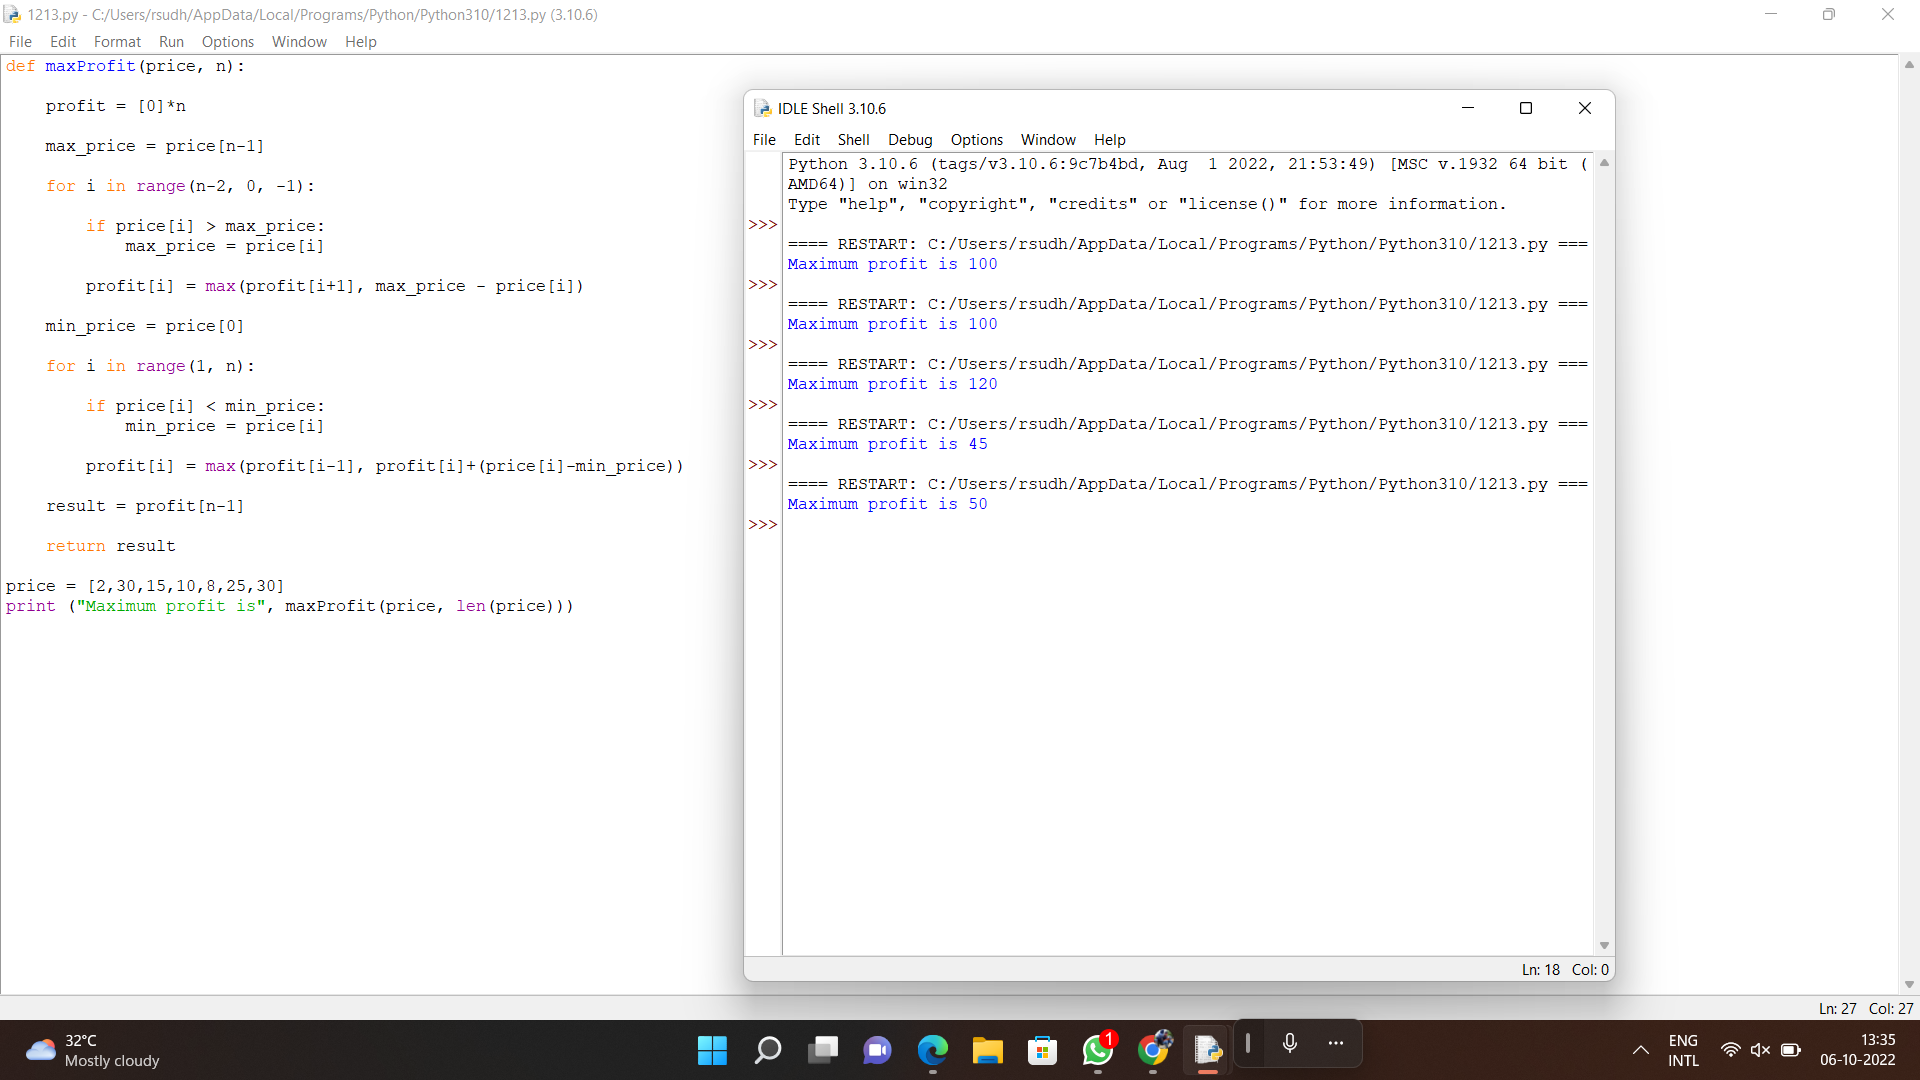 1213.py - C:/Users/rsudh/AppData/Local/Programs/Python/Python310/1213.py (3.10.6)
File Edit Format Run Options Window Help
def maxProfit(price, n):
    profit = [0]*n
    max_price = price[n-1]
    for i in range(n-2, 0, -1):
        if price[i] > max_price:
            max_price = price[i]
        profit[i] = max(profit[i+1], max_price - price[i])
    min_price = price[0]
    for i in range(1, n):
        if price[i] < min_price:
            min_price = price[i]
        profit[i] = max(profit[i-1], profit[i]+(price[i]-min_price))
    result = profit[n-1]
    return result
price = [2,30,15,10,8,25,30]
print ("Maximum profit is", maxProfit(price, len(price)))
IDLE Shell 3.10.6
File Edit Shell Debug Options Window Help
Python 3.10.6 (tags/v3.10.6:9c7b4bd, Aug  1 2022, 21:53:49) [MSC v.1932 64 bit (
AMD64)] on win32
Type "help", "copyright", "credits" or "license()" for more information.
>>>
==== RESTART: C:/Users/rsudh/AppData/Local/Programs/Python/Python310/1213.py ===
Maximum profit is 100
>>>
==== RESTART: C:/Users/rsudh/AppData/Local/Programs/Python/Python310/1213.py ===
Maximum profit is 100
>>>
==== RESTART: C:/Users/rsudh/AppData/Local/Programs/Python/Python310/1213.py ===
Maximum profit is 120
>>>
==== RESTART: C:/Users/rsudh/AppData/Local/Programs/Python/Python310/1213.py ===
Maximum profit is 45
>>>
==== RESTART: C:/Users/rsudh/AppData/Local/Programs/Python/Python310/1213.py ===
Maximum profit is 50
>>>
Ln: 18 Col: 0
Ln: 27 Col: 27
32°C
Mostly cloudy
1
ENG
INTL
13:35
06-10-2022